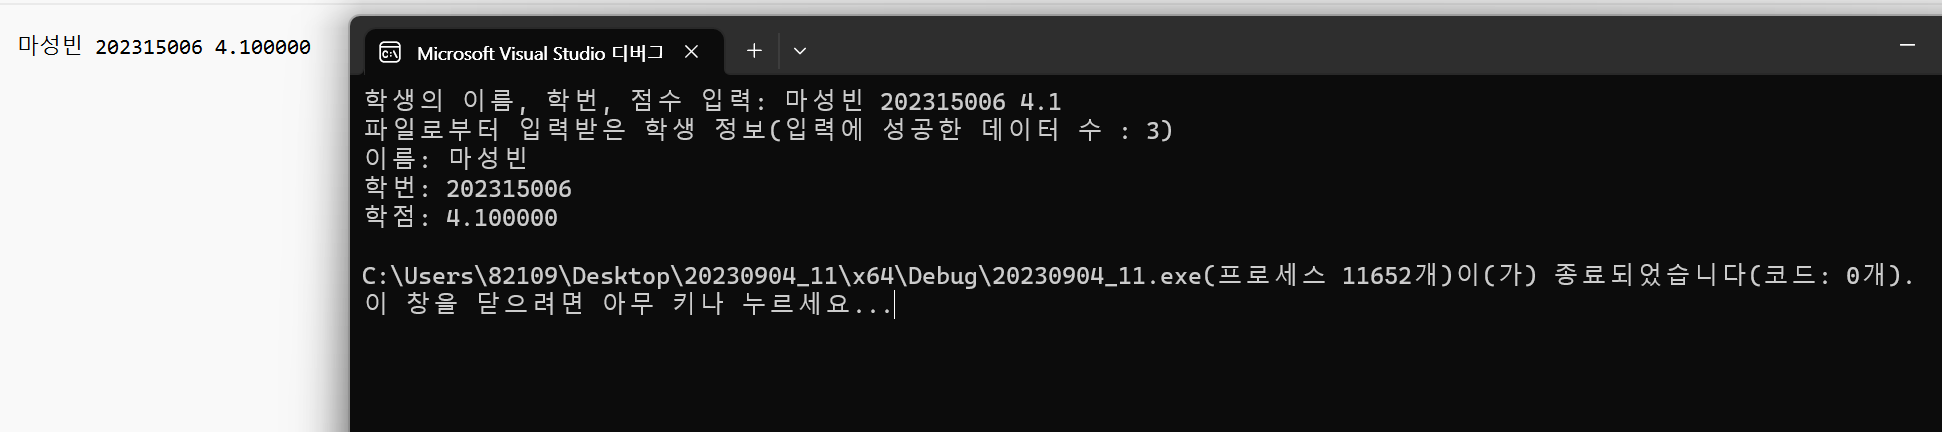 마성빈 202315006 4.100000
Microsoft Visual Studio 디버그
학생의 이름, 학번, 점수 입력: 마성빈 202315006 4.1
파일로부터 입력받은 학생 정보(입력에 성공한 데이터 수 : 3)
이름: 마성빈
학번: 202315006
학점: 4.100000
C:\Users\82109\Desktop\20230904_11\x64\Debug\20230904_11.exe(프로세스 11652개)이(가) 종료되었습니다(코드: 0개).
이 창을 닫으려면 아무 키나 누르세요...